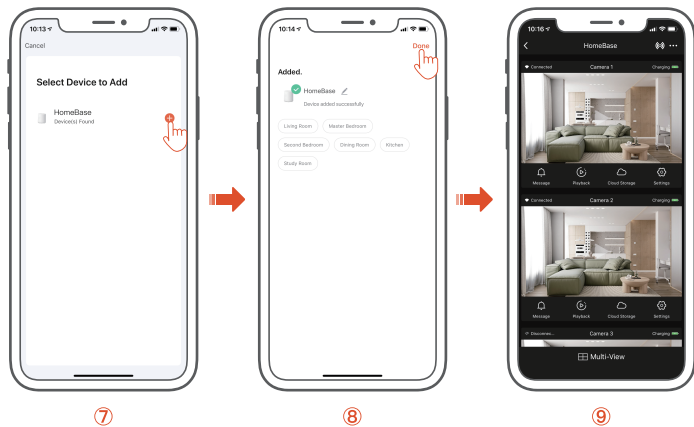 10:13
Cancel
Select Device to Add
HomeBase
Device(s) Found
⑦
10:14
Done
Added.
HomeBase
Device added successfully
Living Room
Master Bedroom
Second Bedroom
Dining Room
Kitchen
Study Room
⑧
10:16
HomeBase
Connected
Camera 1
Charging
Message
Playback
Cloud Storage
Settings
Connected
Camera 2
Charging
Message
Playback
Cloud Storage
Settings
Disconnec...
Camera 3
Charging
Multi-View
⑨